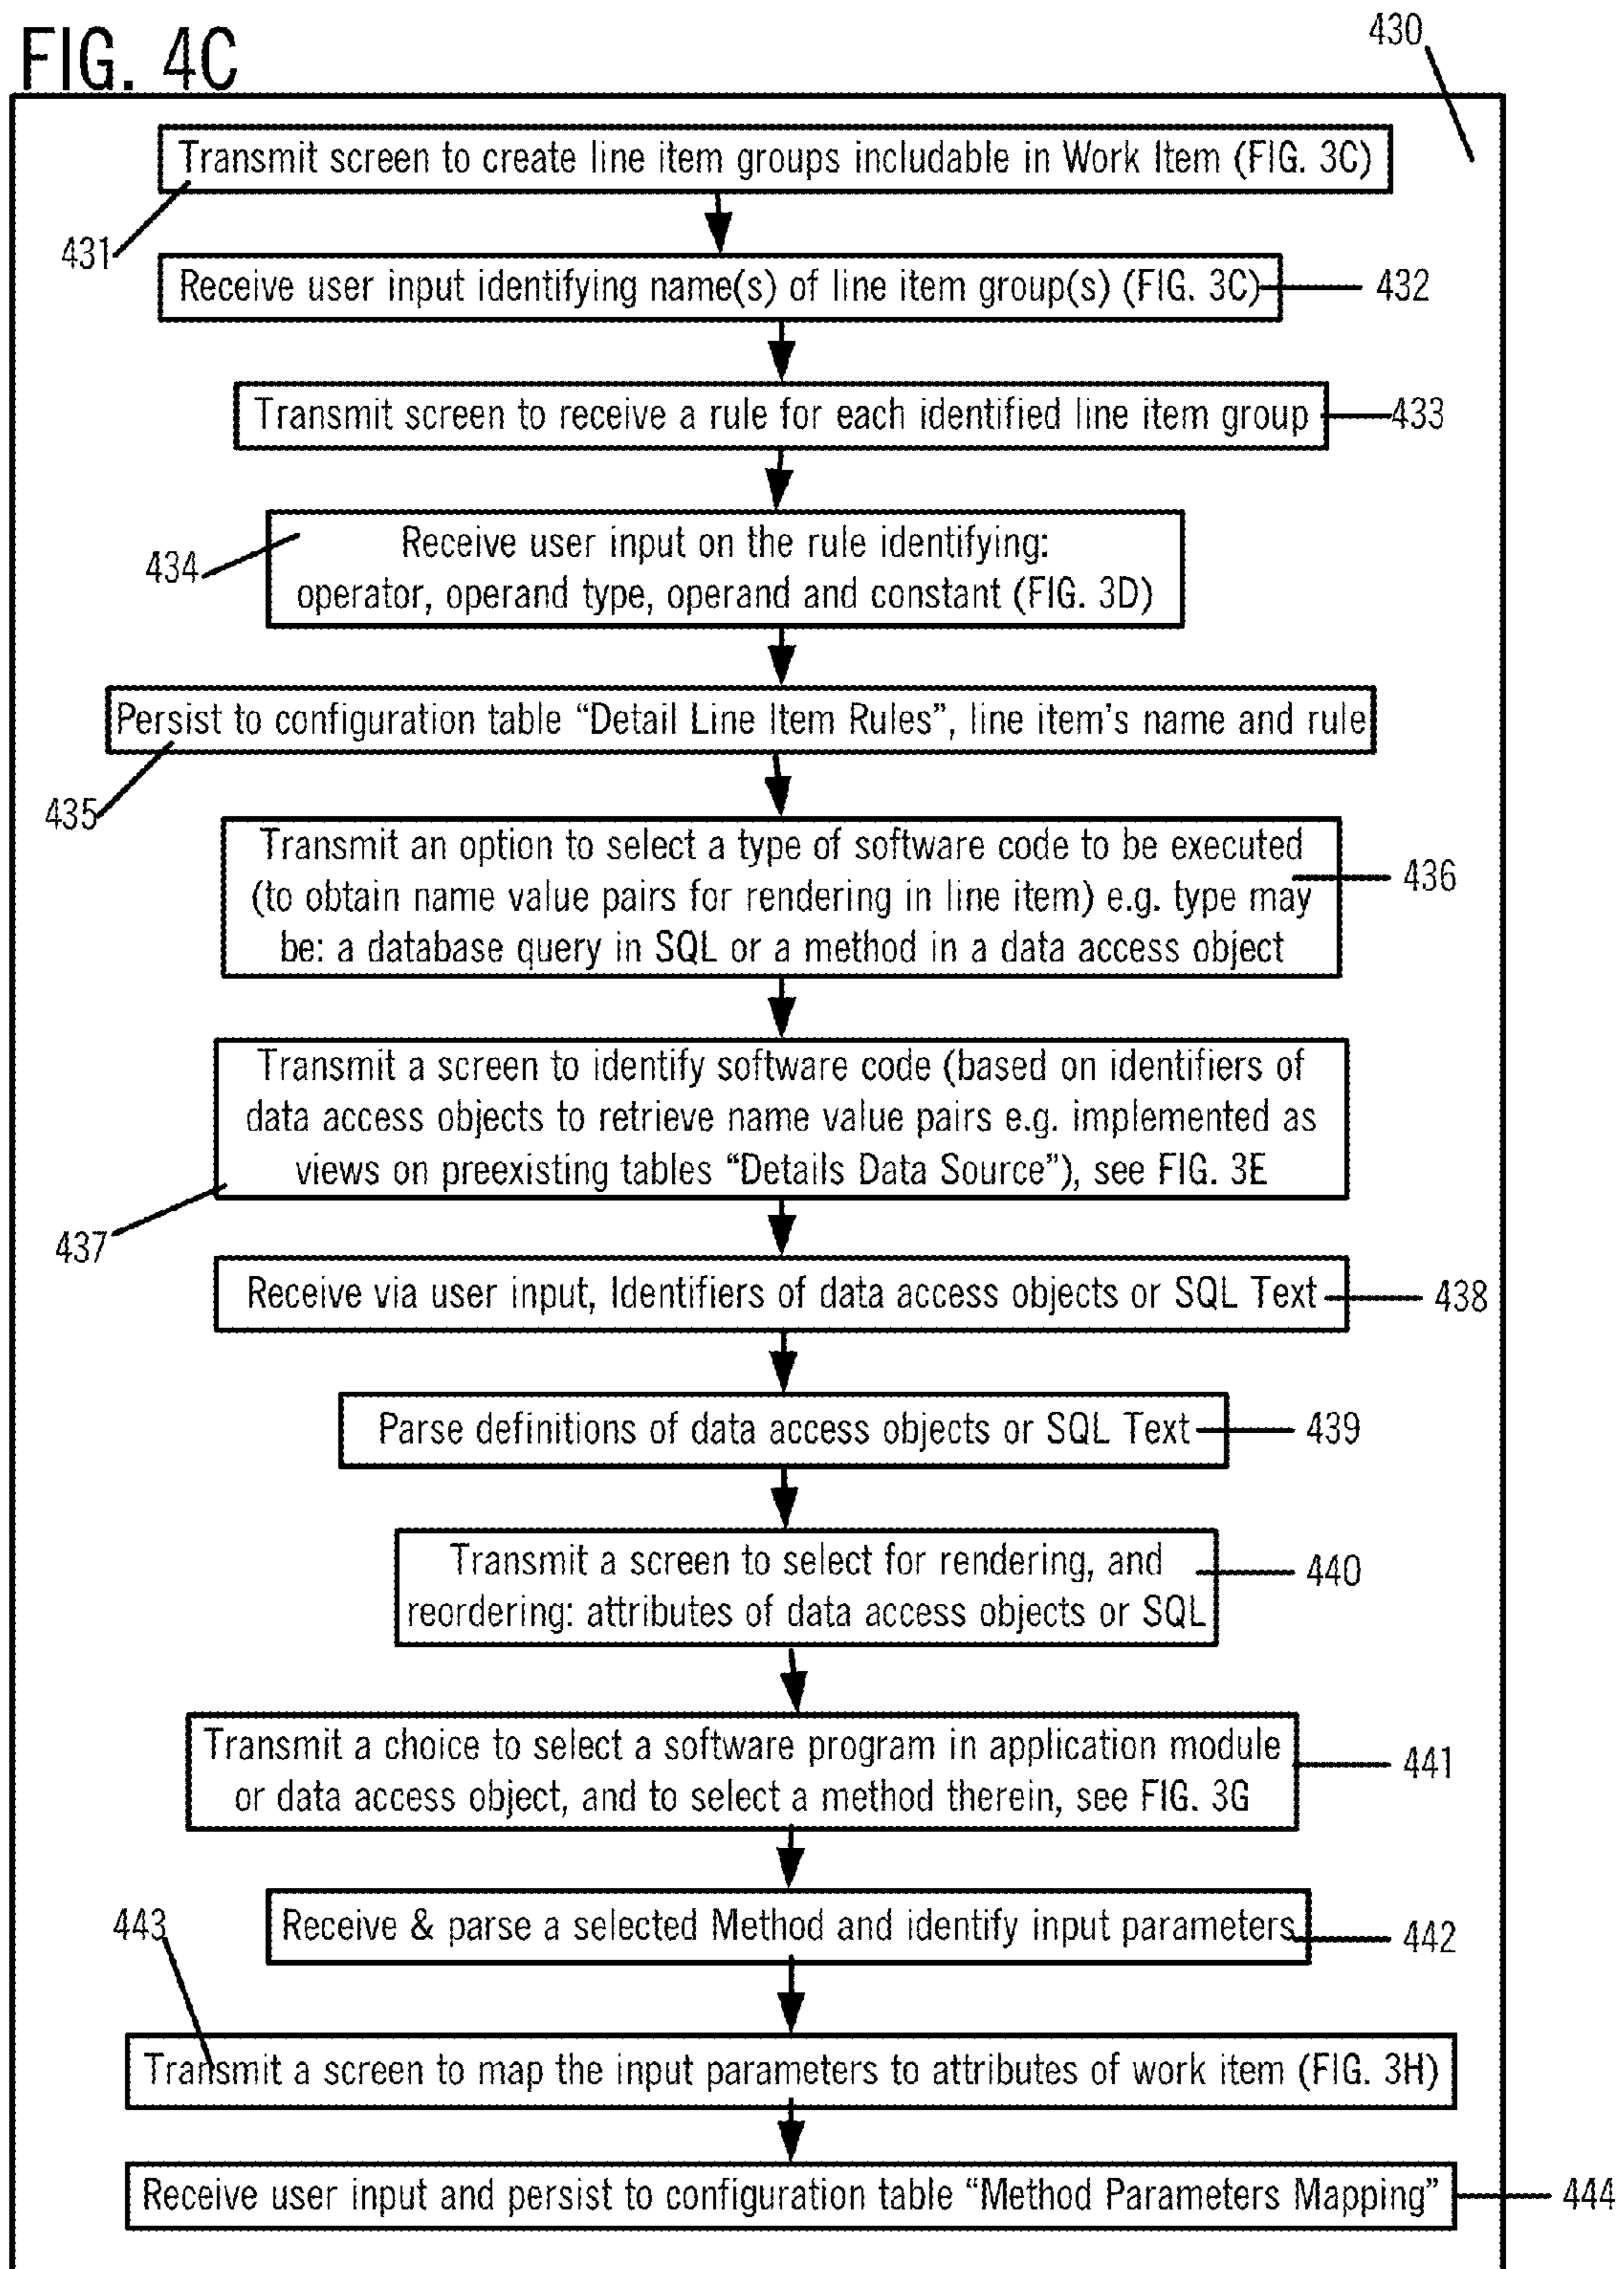 FIG. 4C
430
Transmit screen to create line item groups includable in Work Item (FIG. 3C)
431
Receive user input identifying name(s) of line item group(s) (FIG. 3C)
432
Transmit screen to receive a rule for each identified line item group
433
Receive user input on the rule identifying:
operator, operand type, operand and constant (FIG. 3D)
434
Persist to configuration table “Detail Line Item Rules”, line item’s name and rule
435
Transmit an option to select a type of software code to be executed
(to obtain name value pairs for rendering in line item) e.g. type may
be: a database query in SQL or a method in a data access object
436
Transmit a screen to identify software code (based on identifiers of
data access objects to retrieve name value pairs e.g. implemented as
views on preexisting tables “Details Data Source”), see FIG. 3E
437
Receive via user input, Identifiers of data access objects or SQL Text
438
Parse definitions of data access objects or SQL Text
439
Transmit a screen to select for rendering, and
reordering: attributes of data access objects or SQL
440
Transmit a choice to select a software program in application module
or data access object, and to select a method therein, see FIG. 3G
441
Receive & parse a selected Method and identify input parameters
442
443
Transmit a screen to map the input parameters to attributes of work item (FIG. 3H)
Receive user input and persist to configuration table “Method Parameters Mapping”
444